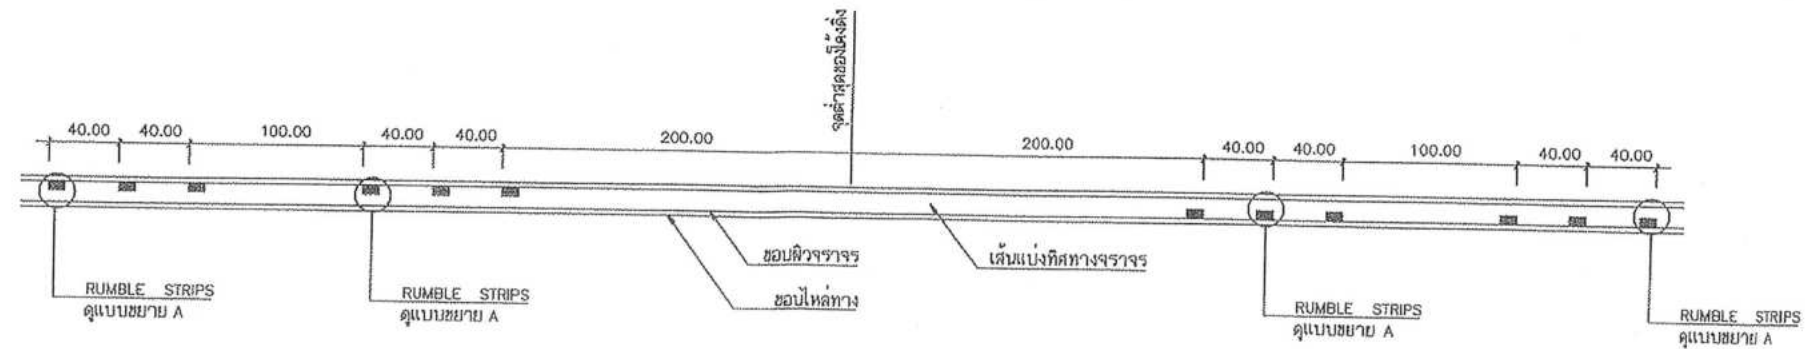 จุดต่ำสุดของโค้งดิ่ง
40.00 40.00 100.00 40.00 40.00 200.00 200.00 40.00 40.00 100.00 40.00 40.00
ขอบผิวจราจร
เส้นแบ่งทิศทางจราจร
ขอบไหล่ทาง
RUMBLE STRIPS
ดูแบบขยาย A
RUMBLE STRIPS
ดูแบบขยาย A
RUMBLE STRIPS
ดูแบบขยาย A
RUMBLE STRIPS
ดูแบบขยาย A